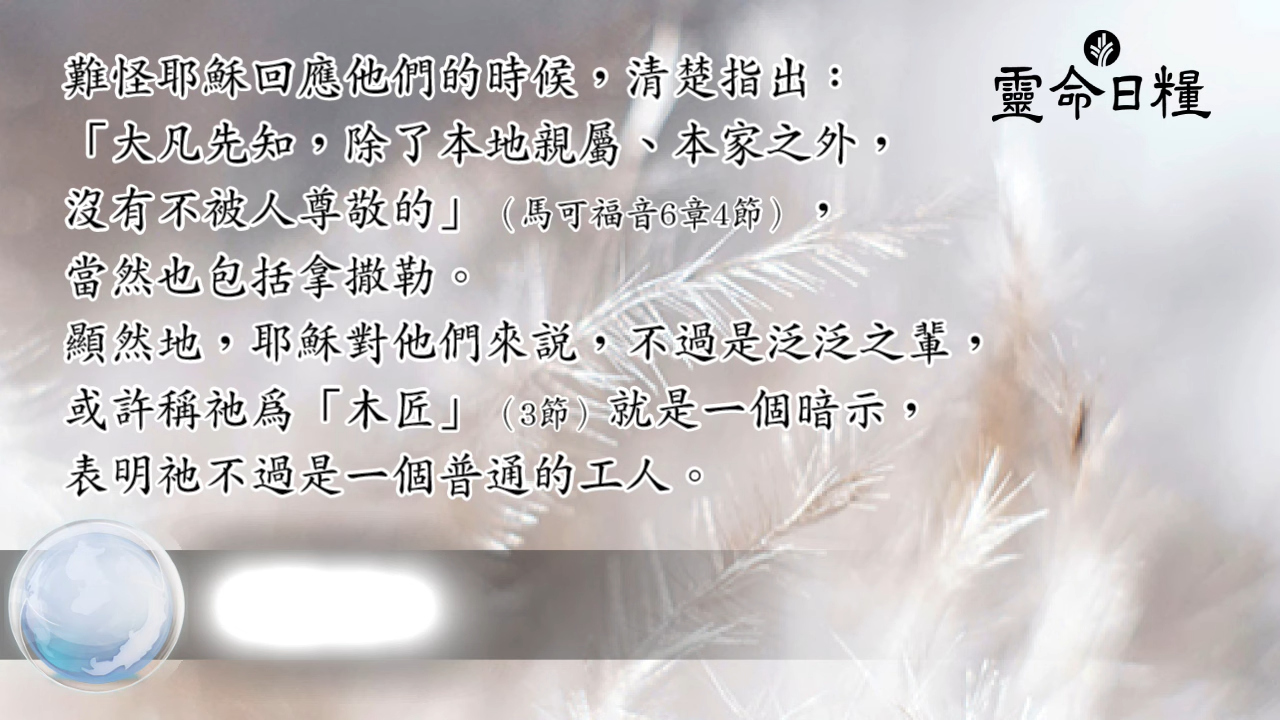 難怪耶穌回應他們的時候，清楚指出：
「大凡先知，除了本地親屬、本家之外，
沒有不被人尊敬的」（馬可福音6章4節），
當然也包括拿撒勒。
顯然地，耶穌對他們來說，不過是泛泛之輩，
或許稱祂爲「木匠」（3節）就是一個暗示，
表明祂不過是一個普通的工人。
靈命日糧